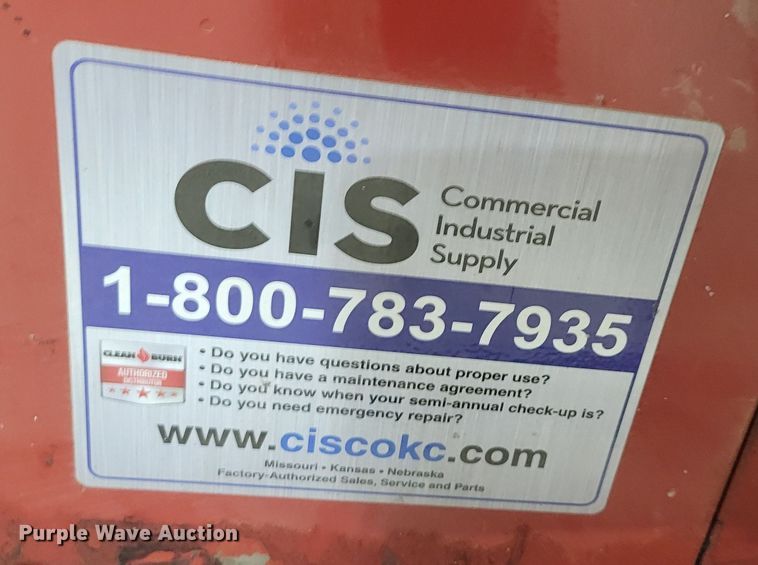 CIS
Commercial
Industrial
Supply
1-800-783-7935
CLEAN BURN
AUTHORIZED
DISTRIBUTOR
• Do you have questions about proper use?
• Do you have a maintenance agreement?
• Do you know when your semi-annual check-up is?
• Do you need emergency repair?
www.ciscokc.com
Missouri • Kansas • Nebraska
Factory-Authorized Sales, Service and Parts
Purple Wave Auction